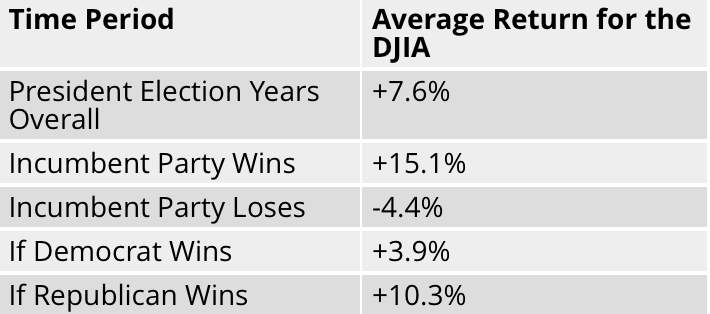 Time Period
Average Return for the
DJIA
President Election Years
Overall
+7.6%
Incumbent Party Wins
+15.1%
Incumbent Party Loses
-4.4%
If Democrat Wins
+3.9%
If Republican Wins
+10.3%